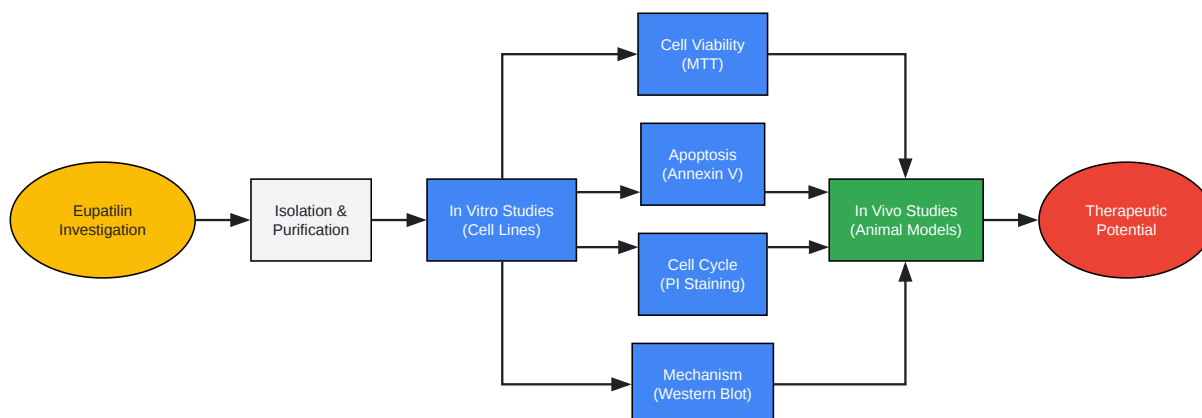 Eupatilin
Investigation
Isolation &
Purification
In Vitro Studies
(Cell Lines)
Cell Viability
(MTT)
Apoptosis
(Annexin V)
Cell Cycle
(PI Staining)
Mechanism
(Western Blot)
In Vivo Studies
(Animal Models)
Therapeutic
Potential